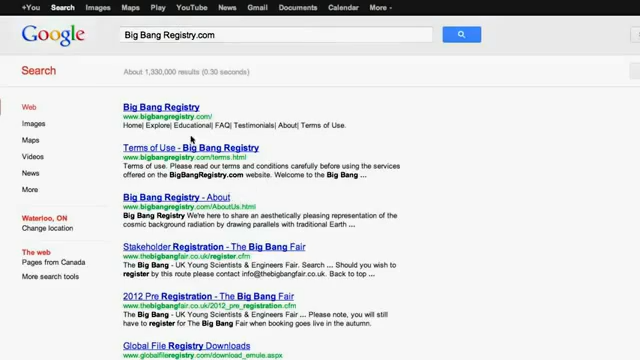 +You Search Images Maps Play YouTube News Gmail Documents Calendar More
Google
Big Bang Registry.com
Search
About 1,330,000 results (0.30 seconds)
Web
Images
Maps
Videos
News
More
Waterloo, ON
Change location
The web
Pages from Canada
More search tools
Big Bang Registry
www.bigbangregistry.com/
Home| Explore| Educational| FAQ| Testimonials| About| Terms of Use.
Terms of Use - Big Bang Registry
www.bigbangregistry.com/terms.html
Terms of use. Please read our terms and conditions carefully before using the services
offered on the BigBangRegistry.com website. Welcome to the Big Bang ...
Big Bang Registry - About
www.bigbangregistry.com/AboutUs.html
Big Bang Registry We're here to share an aesthetically pleasing representation of the
cosmic background radiation by drawing parallels with traditional Earth ...
Stakeholder Registration - The Big Bang Fair
www.thebigbangfair.co.uk/register.cfm
The Big Bang - UK Young Scientists & Engineers Fair. Search ... Should you wish to
register by this route please contact info@thebigbangfair.co.uk. Back to top ...
2012 Pre Registration - The Big Bang Fair
www.thebigbangfair.co.uk/2012_pre_registration.cfm
The Big Bang - UK Young Scientists & Engineers Fair ... Please note, you will still
have to register for The Big Bang Fair when booking goes live in the autumn.
Global File Registry Downloads
www.globalfileregistry.com/download_emule.aspx